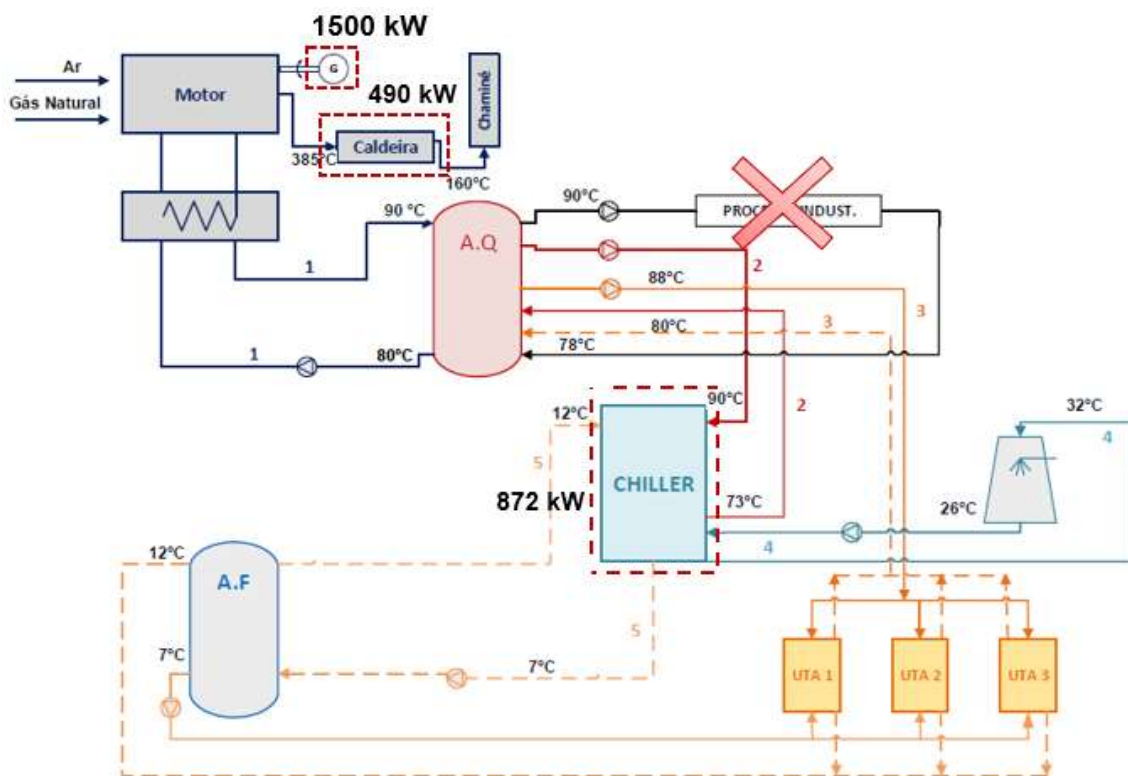 1500 kW
Ar
Gás Natural
Motor
G
490 kW
Caldeira
Chaminé
385ºC
160°C
90 °C
90°C
INDUST.
A.Q
2
1
88°C
3
80°C
3
78°C
1
80°C
90°C
2
12°C
32°C
4
5
CHILLER
872 kW
73°C
26°C
4
12°C
A.F
5
7°C
7°C
UTA 1
UTA 2
UTA 3